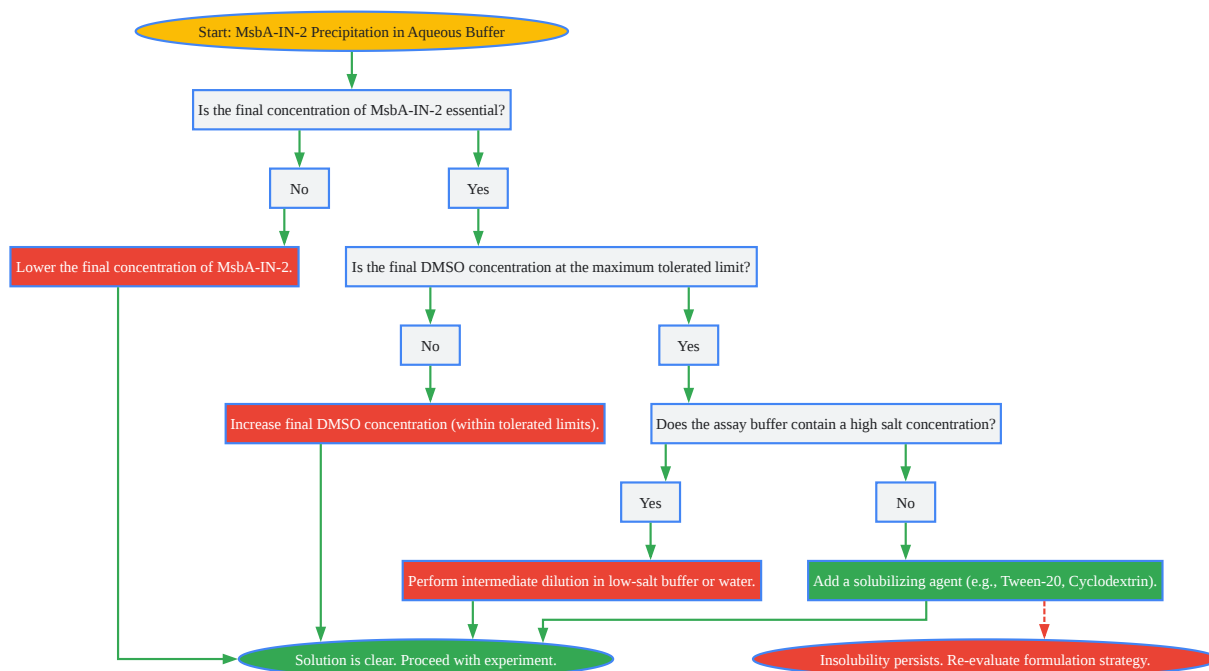 Start: MsbA-IN-2 Precipitation in Aqueous Buffer
Is the final concentration of MsbA-IN-2 essential?
No
Yes
Lower the final concentration of MsbA-IN-2.
Is the final DMSO concentration at the maximum tolerated limit?
No
Yes
Increase final DMSO concentration (within tolerated limits).
Does the assay buffer contain a high salt concentration?
Yes
No
Perform intermediate dilution in low-salt buffer or water.
Add a solubilizing agent (e.g., Tween-20, Cyclodextrin).
Solution is clear. Proceed with experiment.
Insolubility persists. Re-evaluate formulation strategy.